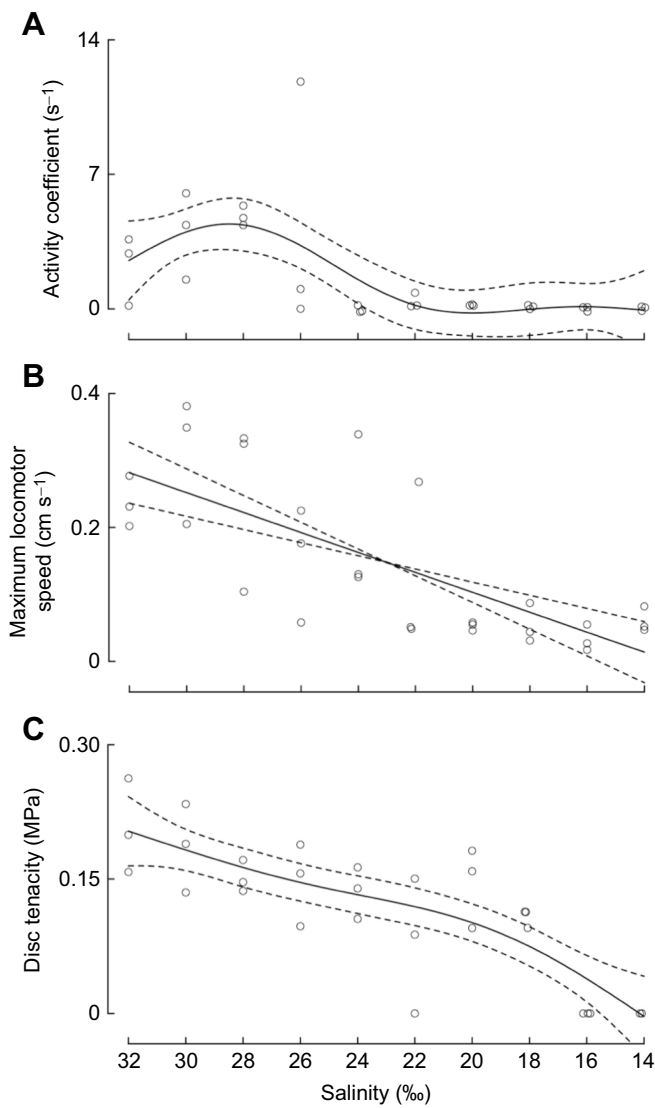 A
14
7
0
Activity coefficient (s⁻¹)
B
0.4
0.2
0
Maximum locomotor
speed (cm s⁻¹)
C
0.30
0.15
0
Disc tenacity (MPa)
32 30 28 26 24 22 20 18 16 14
Salinity (‰)